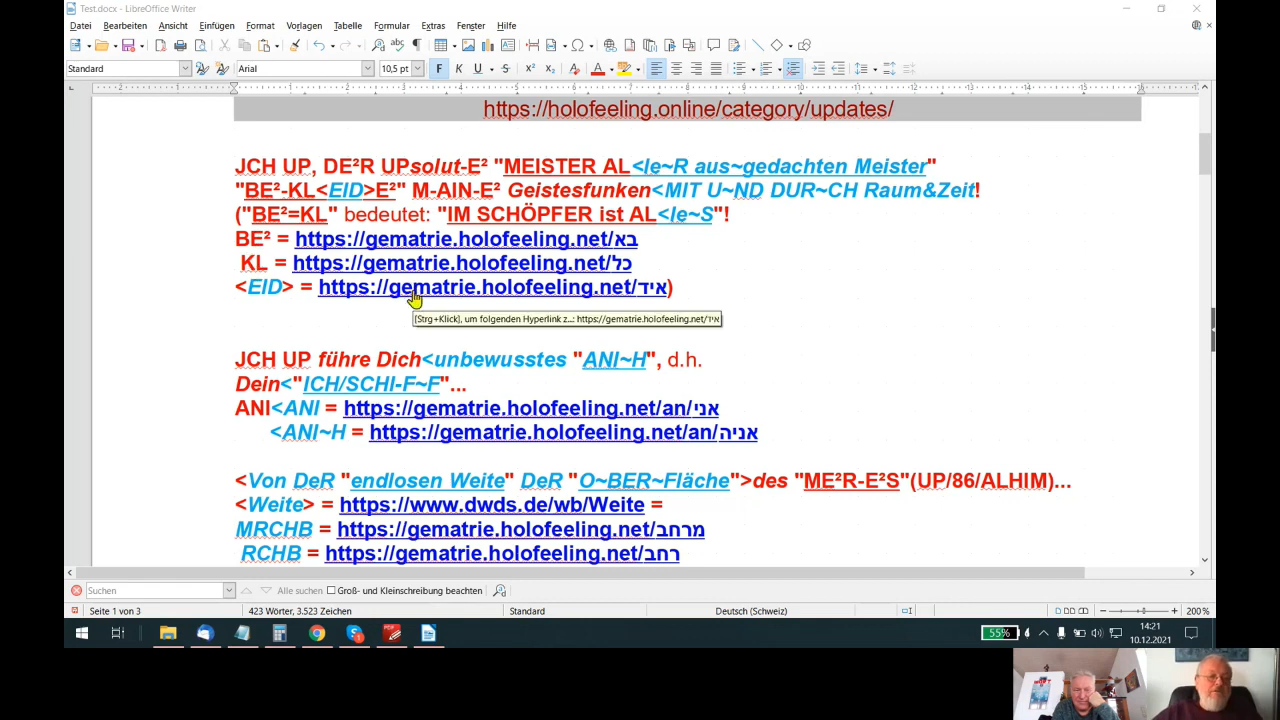 Test.docx - LibreOffice Writer
Datei Bearbeiten Ansicht Einfügen Format Vorlagen Tabelle Formular Extras Fenster Hilfe
Standard Arial 10,5 pt F K U S
https://holofeeling.online/category/updates/
JCH UP, DE²R UPsolut-E² "MEISTER AL<le~R aus~gedachten Meister"
"BE²-KL<EID>E²" M-AIN-E² Geistesfunken<MIT U~ND DUR~CH Raum&Zeit!
("BE²=KL" bedeutet: "IM SCHÖPFER ist AL<le~S"!
BE² = https://gematrie.holofeeling.net/בא
KL = https://gematrie.holofeeling.net/כל
<EID> = https://gematrie.holofeeling.net/איד)
[Strg+Klick], um folgenden Hyperlink z...: https://gematrie.holofeeling.net/איד
JCH UP führe Dich<unbewusstes "ANI~H", d.h.
Dein<"ICH/SCHI-F~F"...
ANI<ANI = https://gematrie.holofeeling.net/an/אני
<ANI~H = https://gematrie.holofeeling.net/an/אניה
<Von DeR "endlosen Weite" DeR "O~BER~Fläche">des "ME²R-E²S"(UP/86/ALHIM)...
<Weite> = https://www.dwds.de/wb/Weite =
MRCHB = https://gematrie.holofeeling.net/מרחב
RCHB = https://gematrie.holofeeling.net/רחב
Suchen Alle suchen Groß- und Kleinschreibung beachten
Seite 1 von 3 423 Wörter, 3.523 Zeichen Standard Deutsch (Schweiz) 200%
55% 14:21
10.12.2021